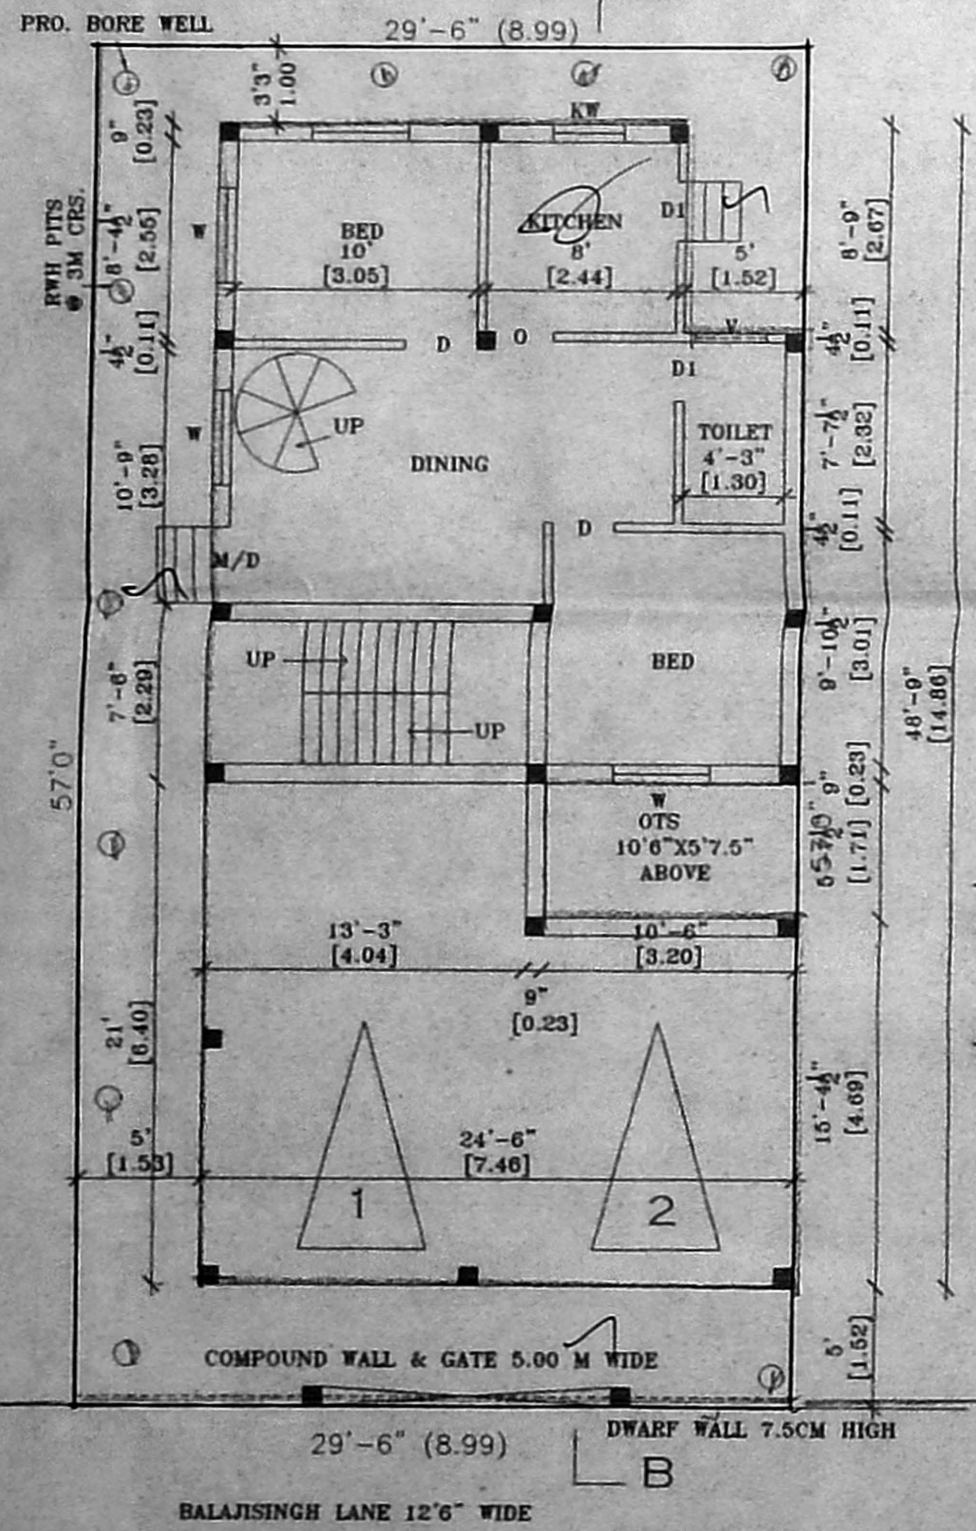 PRO. BORE WELL
29'-6" (8.99)
3'3"
1.00
9"
[0.23]
KW
RWH PITS
@ 3M CRS.
8'-4½"
[2.55]
W
BED
10'
[3.05]
KITCHEN
8'
[2.44]
D1
5'
[1.52]
8'-9"
[2.67]
4½"
[0.11]
D
O
V
4½"
[0.11]
D1
UP
W
DINING
TOILET
4'-3"
[1.30]
7'-7½"
[2.32]
10'-9"
[3.28]
4½"
[0.11]
D
M/D
UP
BED
9'-10½"
[3.01]
7'-6"
[2.29]
UP
48'-9"
[14.86]
57'0"
9"
[0.23]
W
OTS
10'6"X5'7.5"
ABOVE
[1.71]
13'-3"
[4.04]
10'-6"
[3.20]
9"
[0.23]
21'
[6.40]
15'-4½"
[4.69]
5'
[1.53]
24'-6"
[7.46]
1
2
5'
[1.52]
COMPOUND WALL & GATE 5.00 M WIDE
DWARF WALL 7.5CM HIGH
29'-6" (8.99)
B
BALAJISINGH LANE 12'6" WIDE